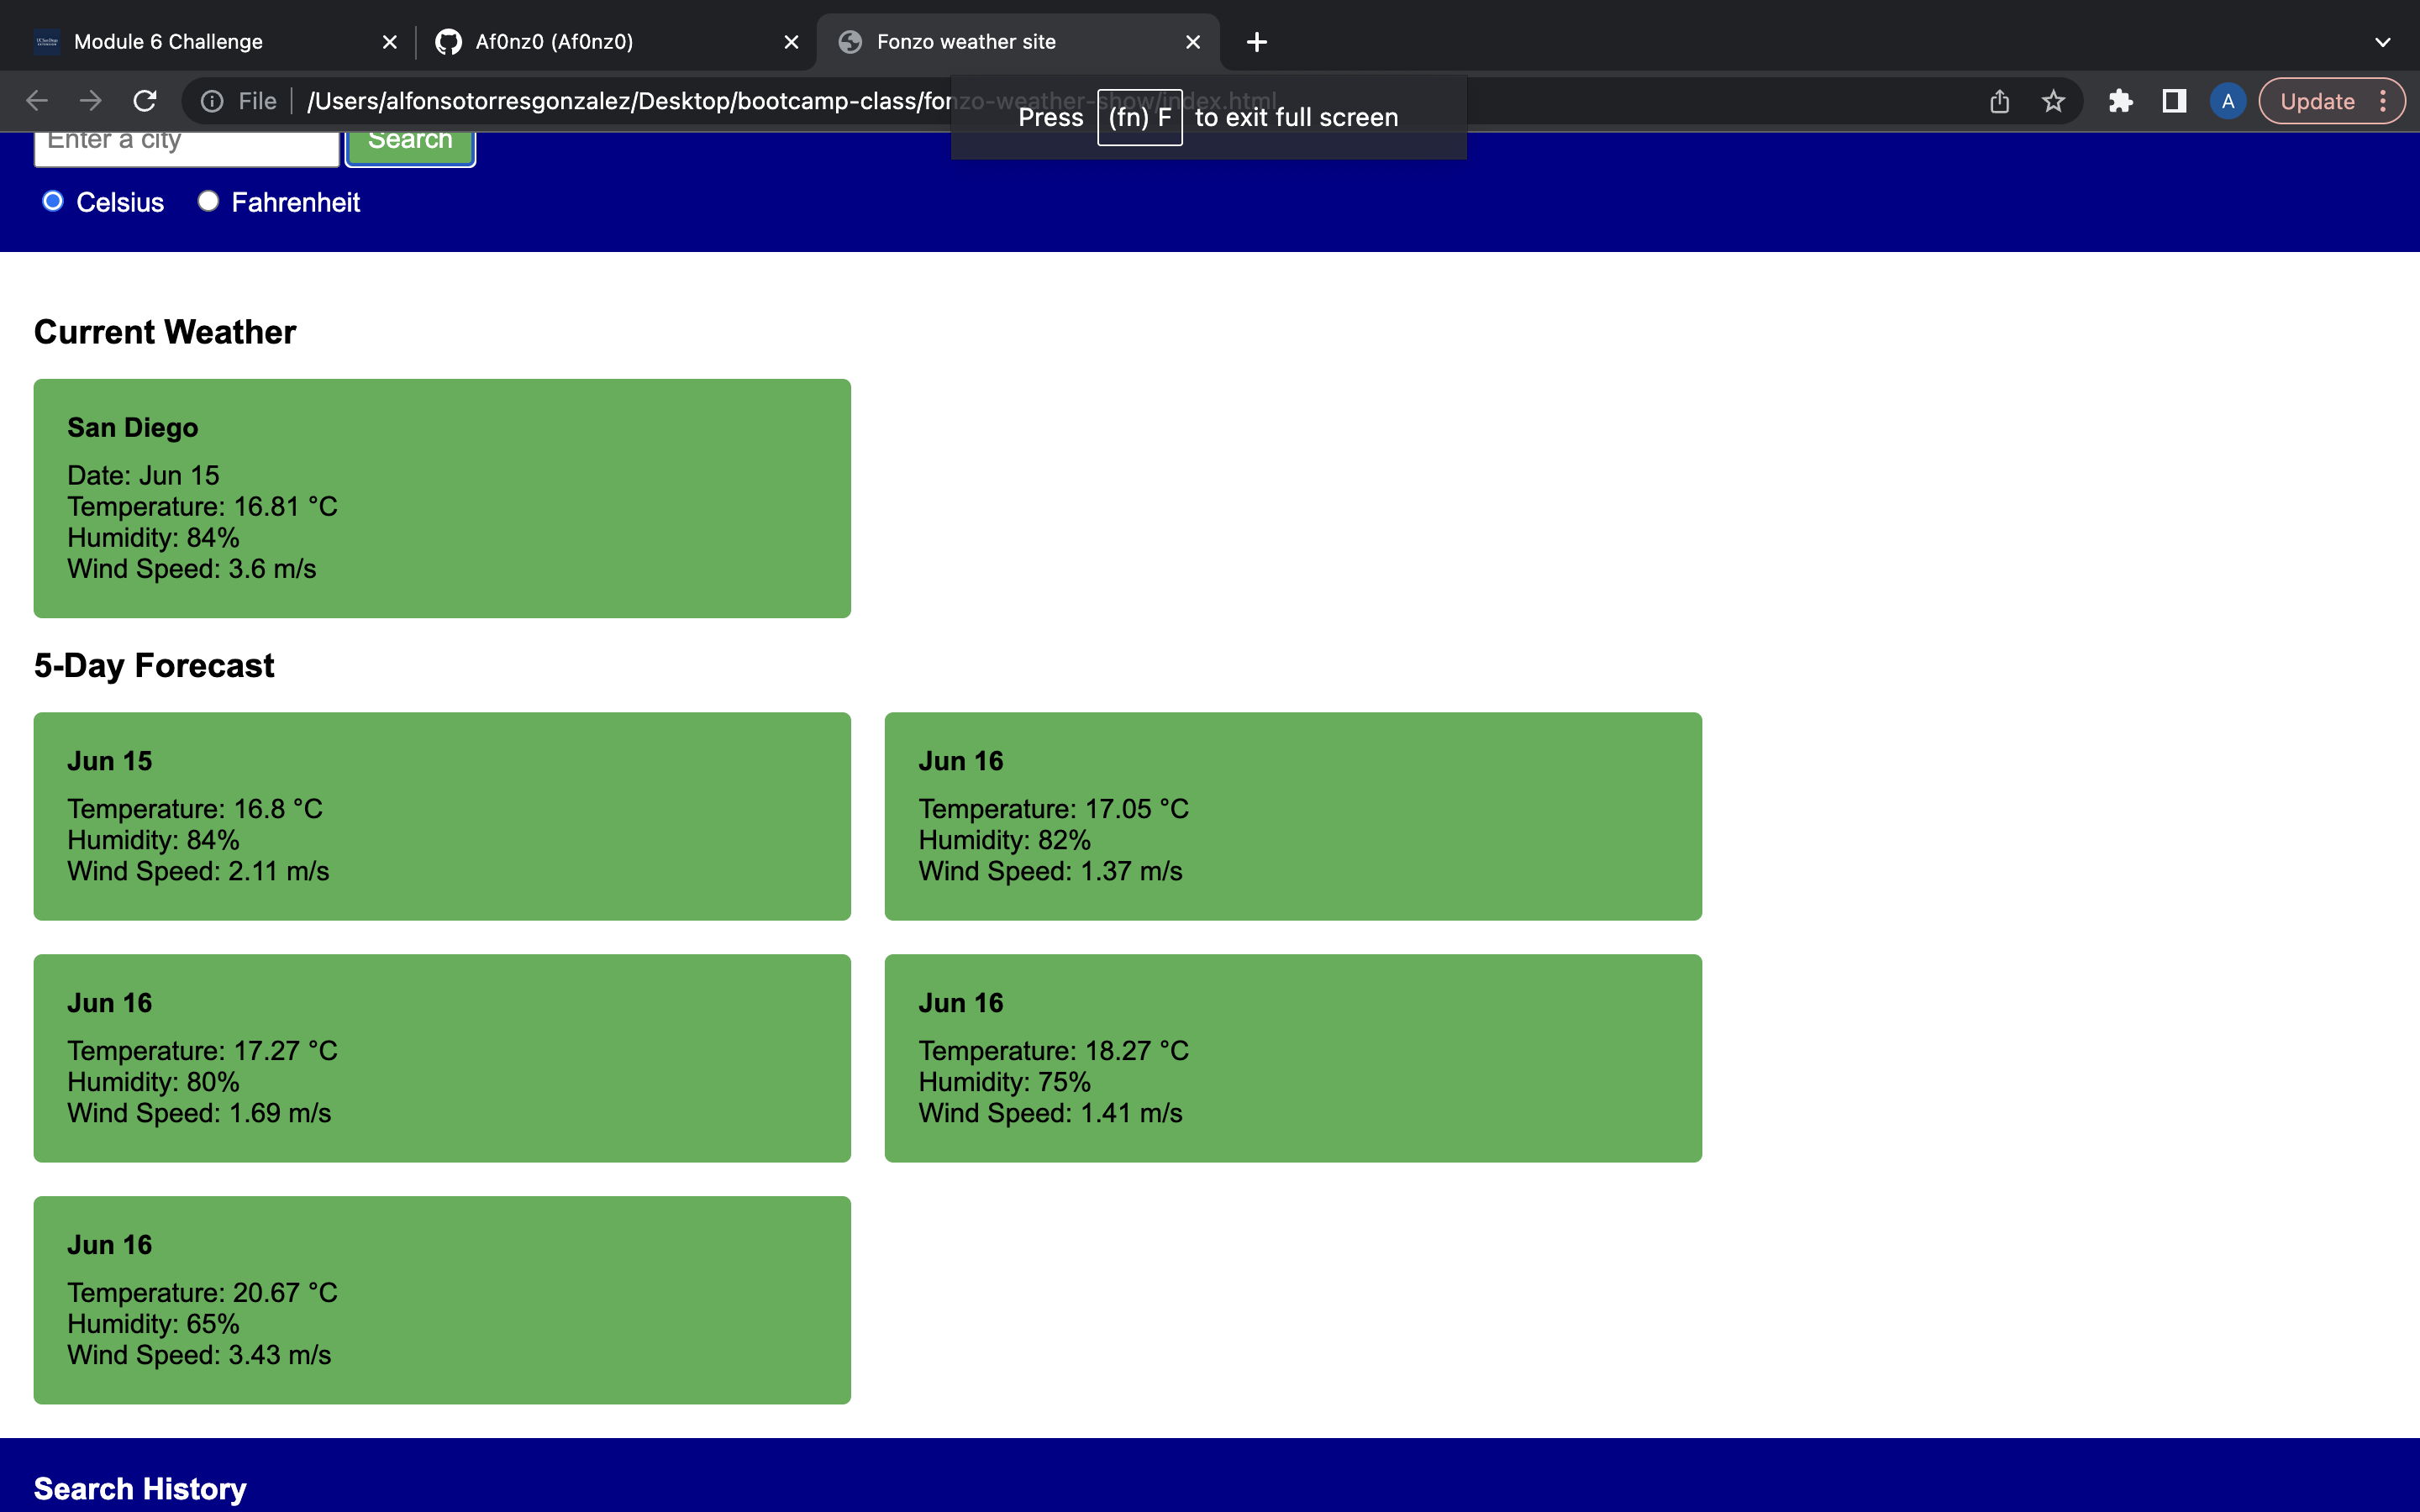 Module 6 Challenge
Af0nz0 (Af0nz0)
Fonzo weather site
File
/Users/alfonsotorresgonzalez/Desktop/bootcamp-class/fonzo-weather-show/index.html
A
Update
Press (fn) F to exit full screen
Enter a city
Search
Celsius
Fahrenheit
Current Weather
San Diego
Date: Jun 15
Temperature: 16.81 °C
Humidity: 84%
Wind Speed: 3.6 m/s
5-Day Forecast
Jun 15
Temperature: 16.8 °C
Humidity: 84%
Wind Speed: 2.11 m/s
Jun 16
Temperature: 17.05 °C
Humidity: 82%
Wind Speed: 1.37 m/s
Jun 16
Temperature: 17.27 °C
Humidity: 80%
Wind Speed: 1.69 m/s
Jun 16
Temperature: 18.27 °C
Humidity: 75%
Wind Speed: 1.41 m/s
Jun 16
Temperature: 20.67 °C
Humidity: 65%
Wind Speed: 3.43 m/s
Search History